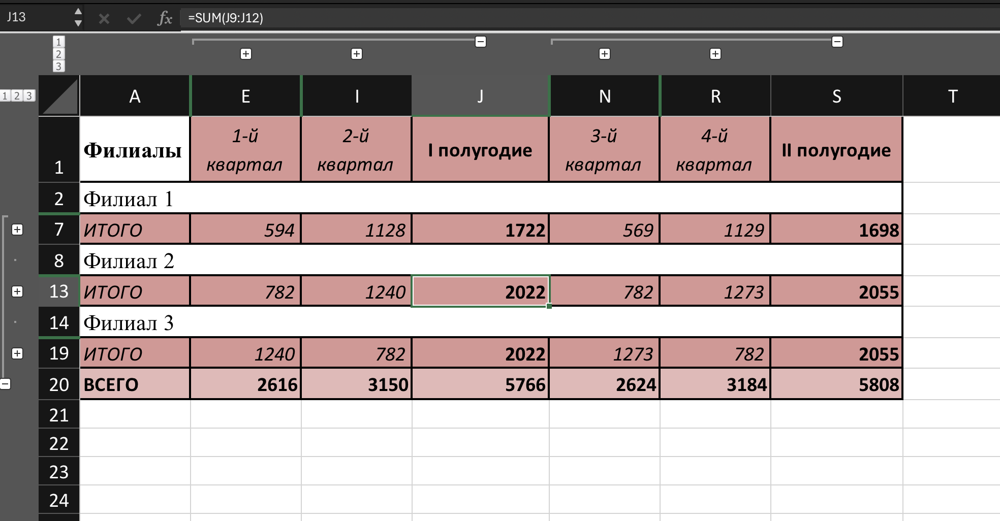 J13 =SUM(J9:J12)
1
2
3
1 2 3
A E I J N R S T
1 Филиалы 1-й квартал 2-й квартал I полугодие 3-й квартал 4-й квартал II полугодие
2 Филиал 1
7 ИТОГО 594 1128 1722 569 1129 1698
8 Филиал 2
13 ИТОГО 782 1240 2022 782 1273 2055
14 Филиал 3
19 ИТОГО 1240 782 2022 1273 782 2055
20 ВСЕГО 2616 3150 5766 2624 3184 5808
21
22
23
24